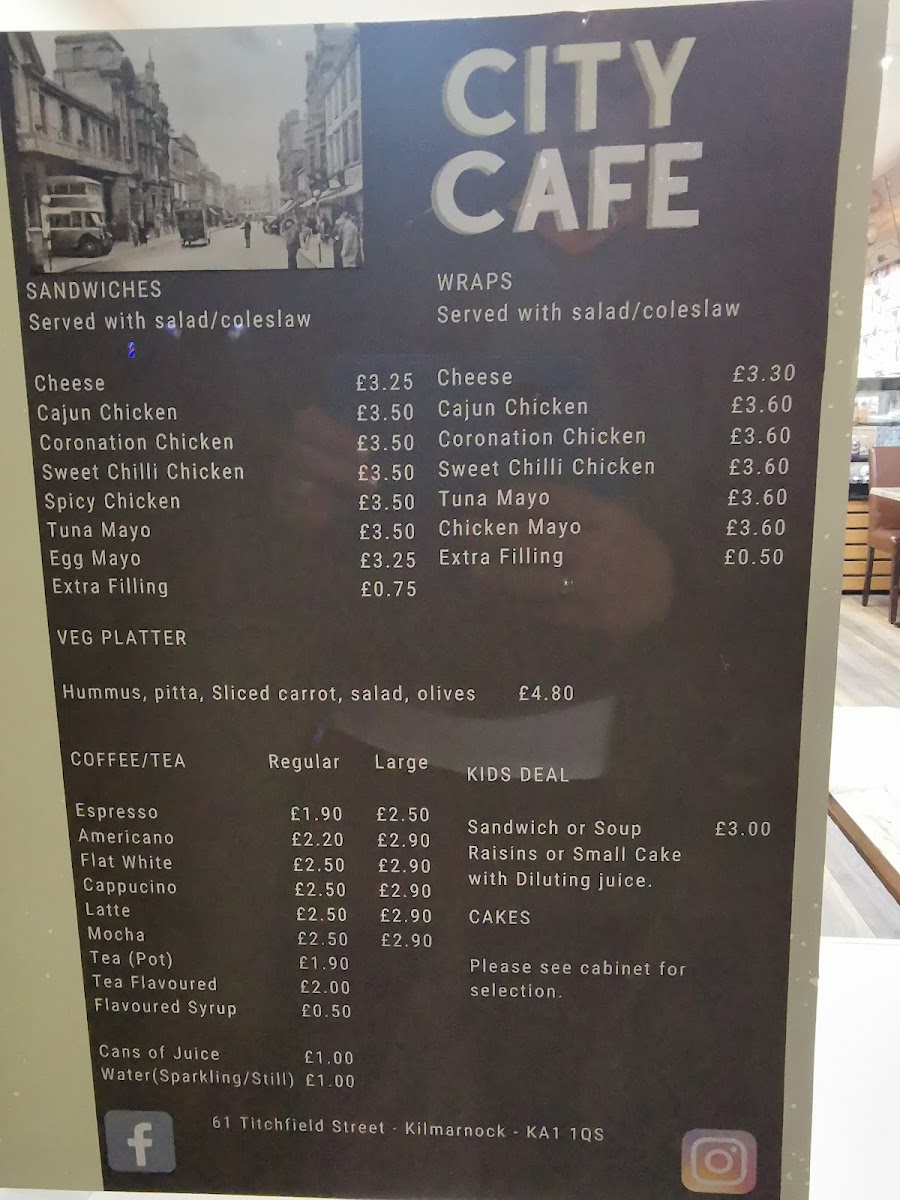 CITY
CAFE
SANDWICHES
Served with salad/coleslaw
Cheese £3.25
Cajun Chicken £3.50
Coronation Chicken £3.50
Sweet Chilli Chicken £3.50
Spicy Chicken £3.50
Tuna Mayo £3.50
Egg Mayo £3.25
Extra Filling £0.75
WRAPS
Served with salad/coleslaw
Cheese £3.30
Cajun Chicken £3.60
Coronation Chicken £3.60
Sweet Chilli Chicken £3.60
Tuna Mayo £3.60
Chicken Mayo £3.60
Extra Filling £0.50
VEG PLATTER
Hummus, pitta, Sliced carrot, salad, olives £4.80
COFFEE/TEA Regular Large
Espresso £1.90 £2.50
Americano £2.20 £2.90
Flat White £2.50 £2.90
Cappucino £2.50 £2.90
Latte £2.50 £2.90
Mocha £2.50 £2.90
Tea (Pot) £1.90
Tea Flavoured £2.00
Flavoured Syrup £0.50
Cans of Juice £1.00
Water(Sparkling/Still) £1.00
KIDS DEAL
Sandwich or Soup £3.00
Raisins or Small Cake
with Diluting juice.
CAKES
Please see cabinet for
selection.
61 Titchfield Street - Kilmarnock - KA1 1QS